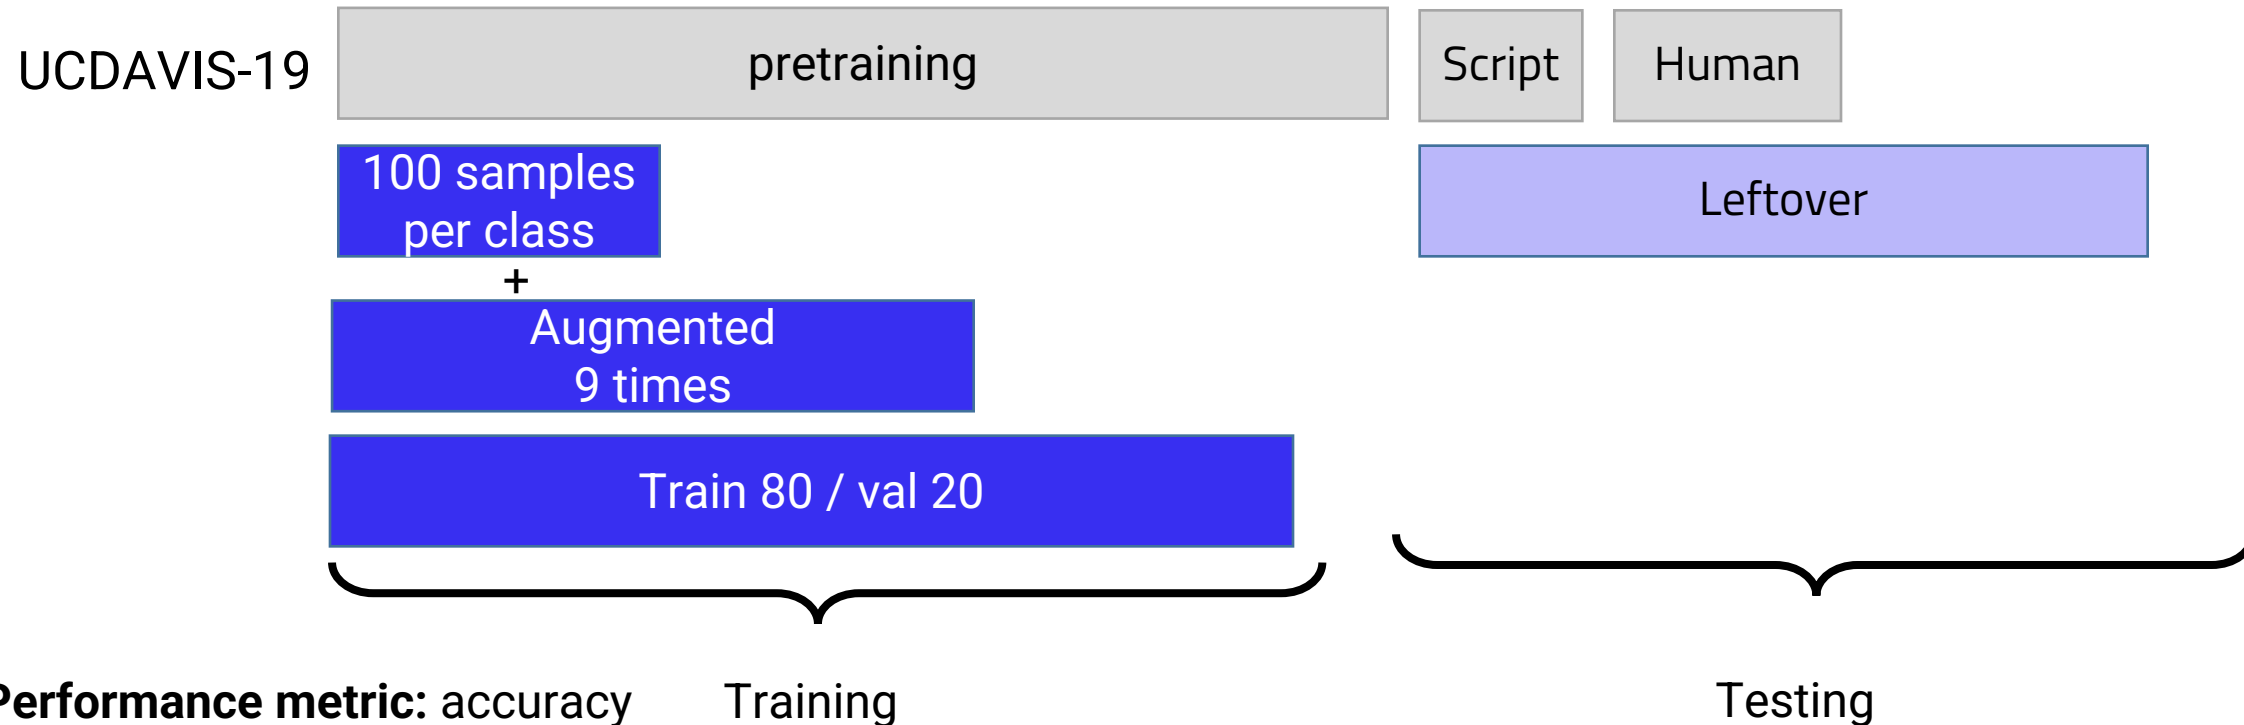 UCDAVIS-19
pretraining
Script
Human
100 samples
per class
Leftover
+
Augmented
9 times
Train 80 / val 20
Performance metric: accuracy
Training
Testing